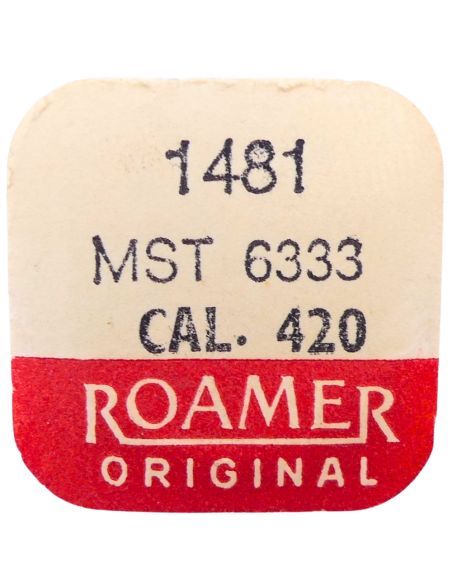 1481
MST 6333
CAL. 420
ROAMER
ORIGINAL